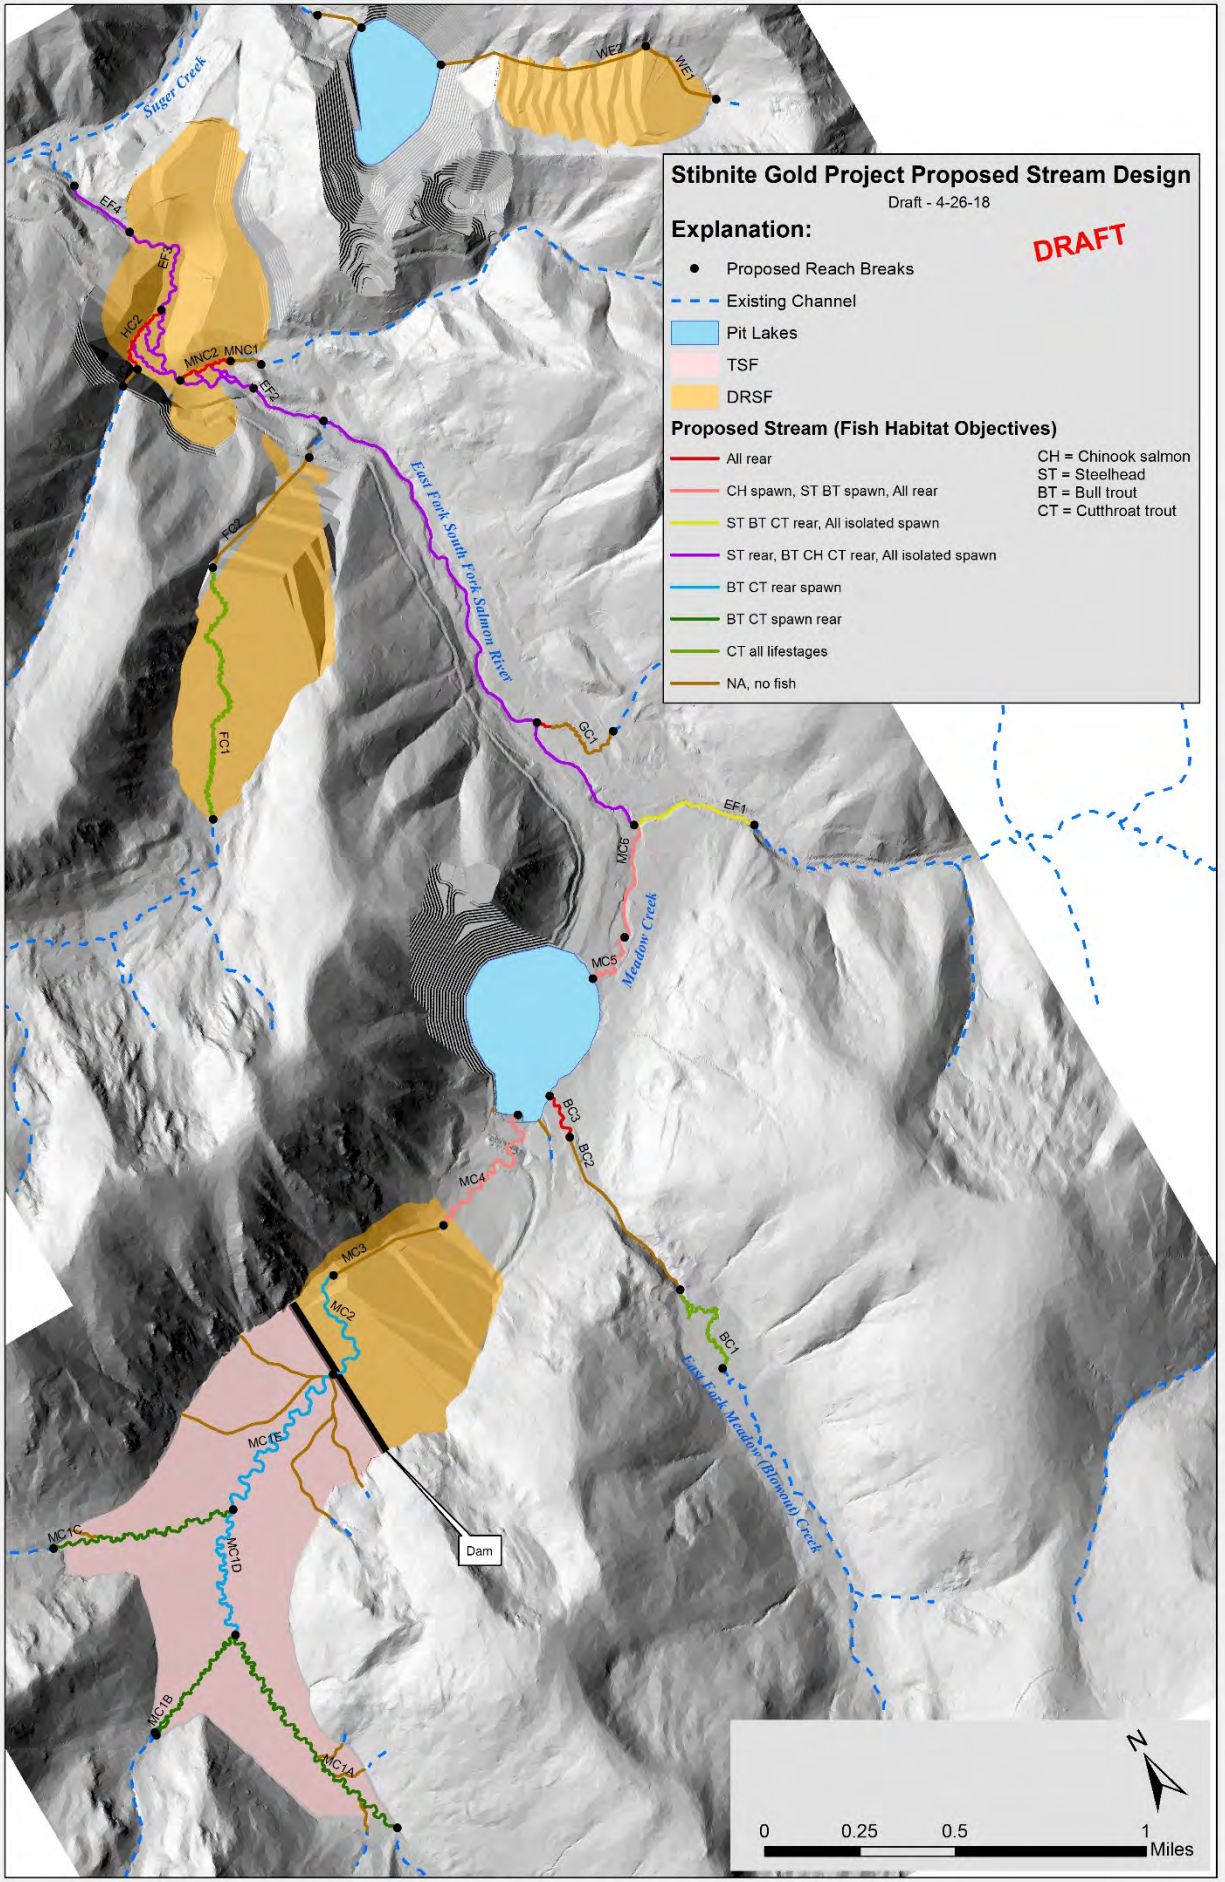 WE2
WE1
Suger Creek
Stibnite Gold Project Proposed Stream Design
Draft - 4-26-18
DRAFT
Explanation:
Proposed Reach Breaks
Existing Channel
Pit Lakes
TSF
DRSF
Proposed Stream (Fish Habitat Objectives)
All rear
CH spawn, ST BT spawn, All rear
ST BT CT rear, All isolated spawn
ST rear, BT CH CT rear, All isolated spawn
BT CT rear spawn
BT CT spawn rear
CT all lifestages
NA, no fish
CH = Chinook salmon
ST = Steelhead
BT = Bull trout
CT = Cutthroat trout
EF4
EF3
HC2
MNC2
MNC1
EF2
FC2
East Fork South Fork Salmon River
FC1
GC1
EF1
MC6
Meadow Creek
MC5
BC3
BC2
MC4
MC3
MC2
BC1
East Fork Meadow (Blowout) Creek
MC1E
MC1C
MC1D
Dam
MC1B
MC1A
N
0
0.25
0.5
1
Miles